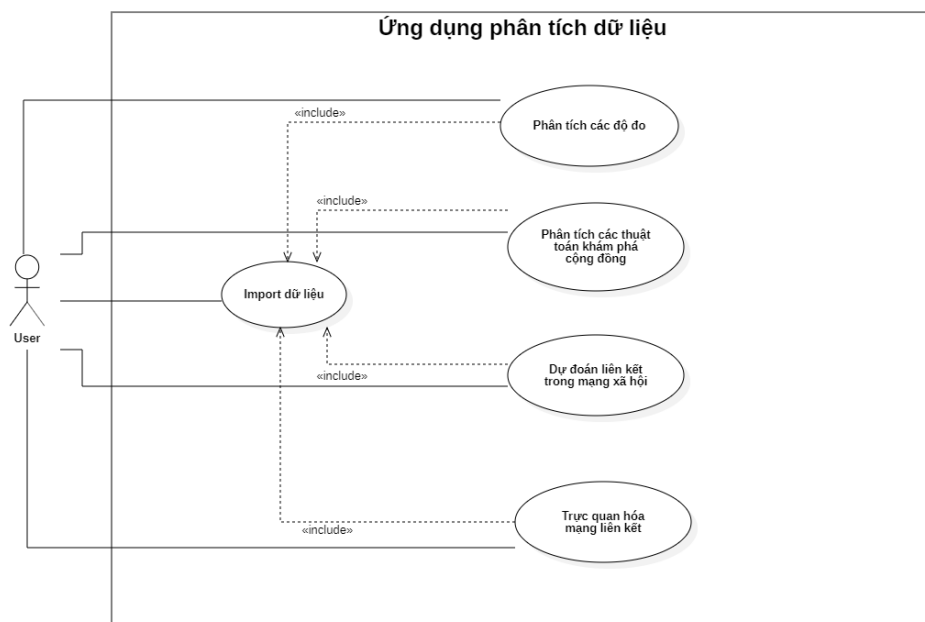 Ứng dụng phân tích dữ liệu
«include»
Phân tích các độ đo
«include»
Phân tích các thuật
toán khám phá
cộng đồng
Import dữ liệu
User
«include»
Dự đoán liên kết
trong mạng xã hội
Trực quan hóa
mạng liên kết
«include»